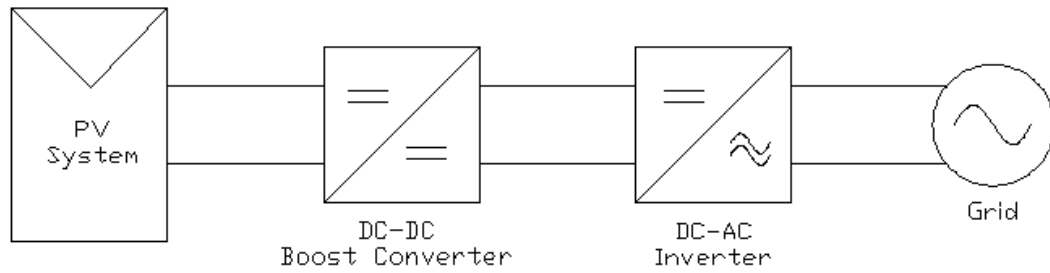 PV
System
DC-DC
Boost Converter
DC-AC
Inverter
Grid